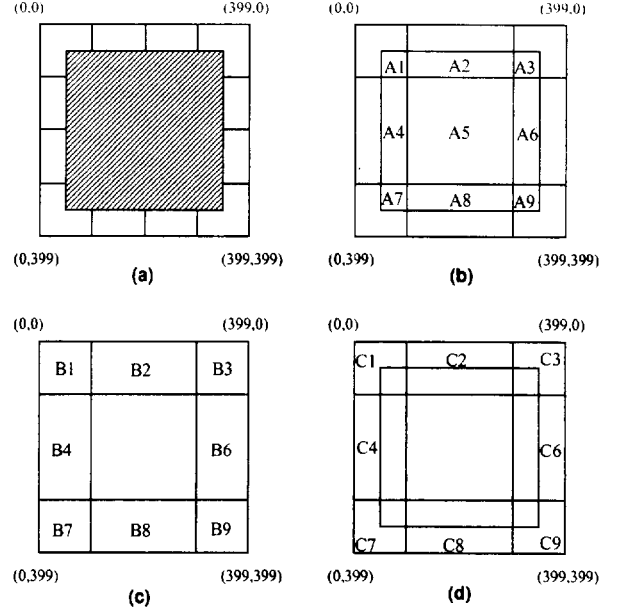 (0,0) (399,0)
(0,399) (399,399)
(a)
(0,0) (399,0)
A1 A2 A3
A4 A5 A6
A7 A8 A9
(0,399) (399,399)
(b)
(0,0) (399,0)
B1 B2 B3
B4 B6
B7 B8 B9
(0,399) (399,399)
(c)
(0,0) (399,0)
C1 C2 C3
C4 C6
C7 C8 C9
(0,399) (399,399)
(d)